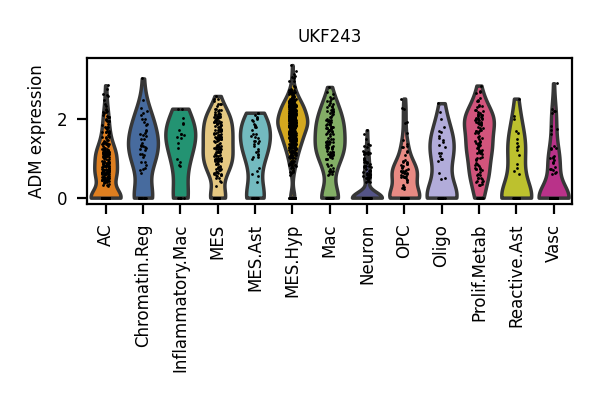 UKF243
ADM expression
2
0
AC
Chromatin.Reg
Inflammatory.Mac
MES
MES.Ast
MES.Hyp
Mac
Neuron
OPC
Oligo
Prolif.Metab
Reactive.Ast
Vasc